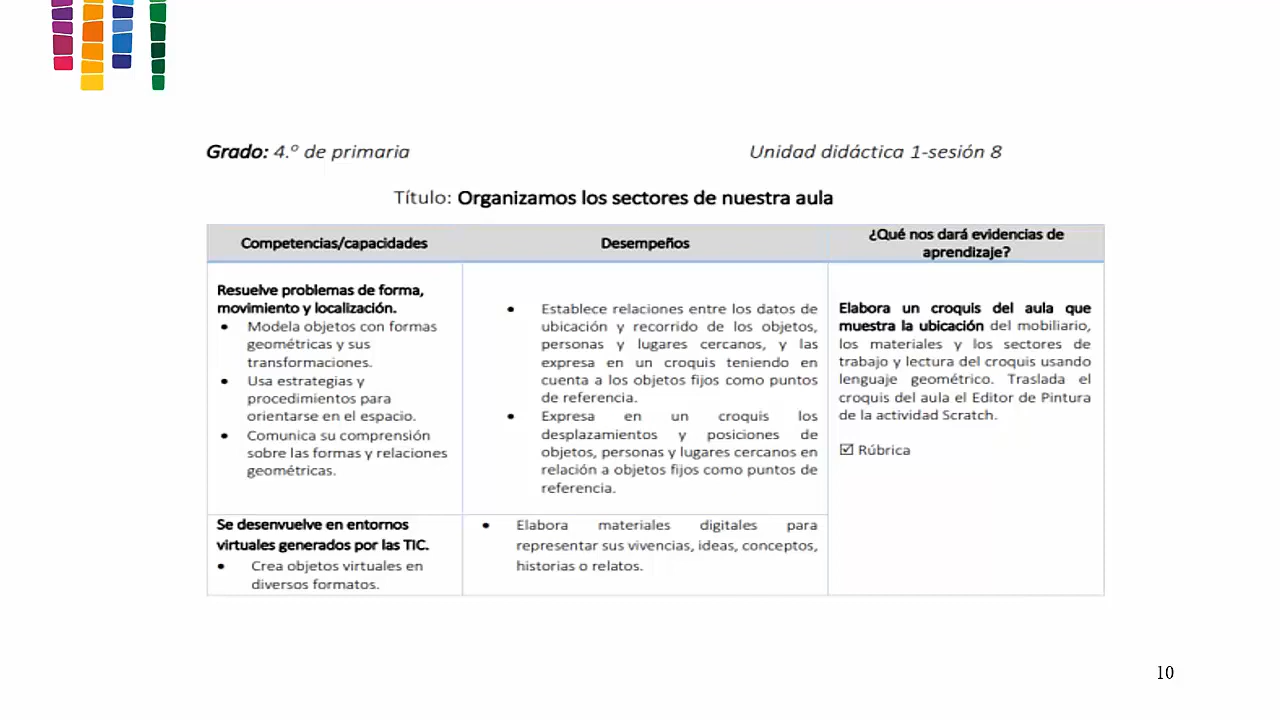 Grado: 4.º de primaria
Unidad didáctica 1-sesión 8
Título: Organizamos los sectores de nuestra aula
Competencias/capacidades
Desempeños
¿Qué nos dará evidencias de
aprendizaje?
Resuelve problemas de forma,
movimiento y localización.
• Modela objetos con formas
geométricas y sus
transformaciones.
• Usa estrategias y
procedimientos para
orientarse en el espacio.
• Comunica su comprensión
sobre las formas y relaciones
geométricas.
• Establece relaciones entre los datos de
ubicación y recorrido de los objetos,
personas y lugares cercanos, y las
expresa en un croquis teniendo en
cuenta a los objetos fijos como puntos
de referencia.
• Expresa en un croquis los
desplazamientos y posiciones de
objetos, personas y lugares cercanos en
relación a objetos fijos como puntos de
referencia.
Elabora un croquis del aula que
muestra la ubicación del mobiliario,
los materiales y los sectores de
trabajo y lectura del croquis usando
lenguaje geométrico. Traslada el
croquis del aula el Editor de Pintura
de la actividad Scratch.
☑ Rúbrica
Se desenvuelve en entornos
virtuales generados por las TIC.
• Crea objetos virtuales en
diversos formatos.
• Elabora materiales digitales para
representar sus vivencias, ideas, conceptos,
historias o relatos.
10